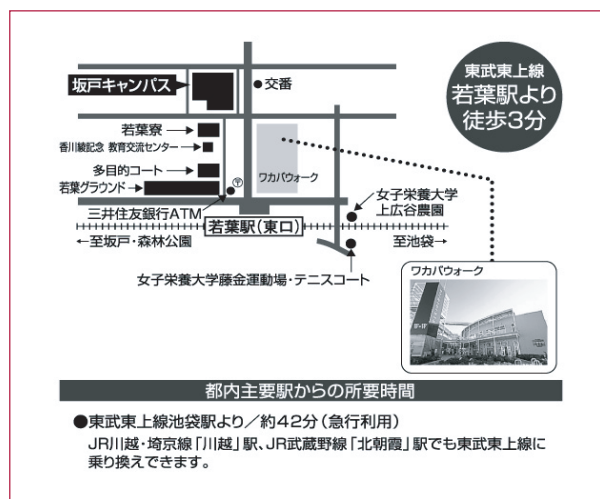 東武東上線
若葉駅より
徒歩3分
坂戸キャンパス
交番
若葉寮
香川綾記念 教育交流センター
多目的コート
若葉グラウンド
〒
ワカバウォーク
三井住友銀行ATM
若葉駅(東口)
女子栄養大学
上広谷農園
←至坂戸・森林公園
至池袋→
女子栄養大学藤金運動場・テニスコート
ワカバウォーク
都内主要駅からの所要時間
●東武東上線池袋駅より/約42分(急行利用)
JR川越・埼京線「川越」駅、JR武蔵野線「北朝霞」駅でも東武東上線に
乗り換えできます。